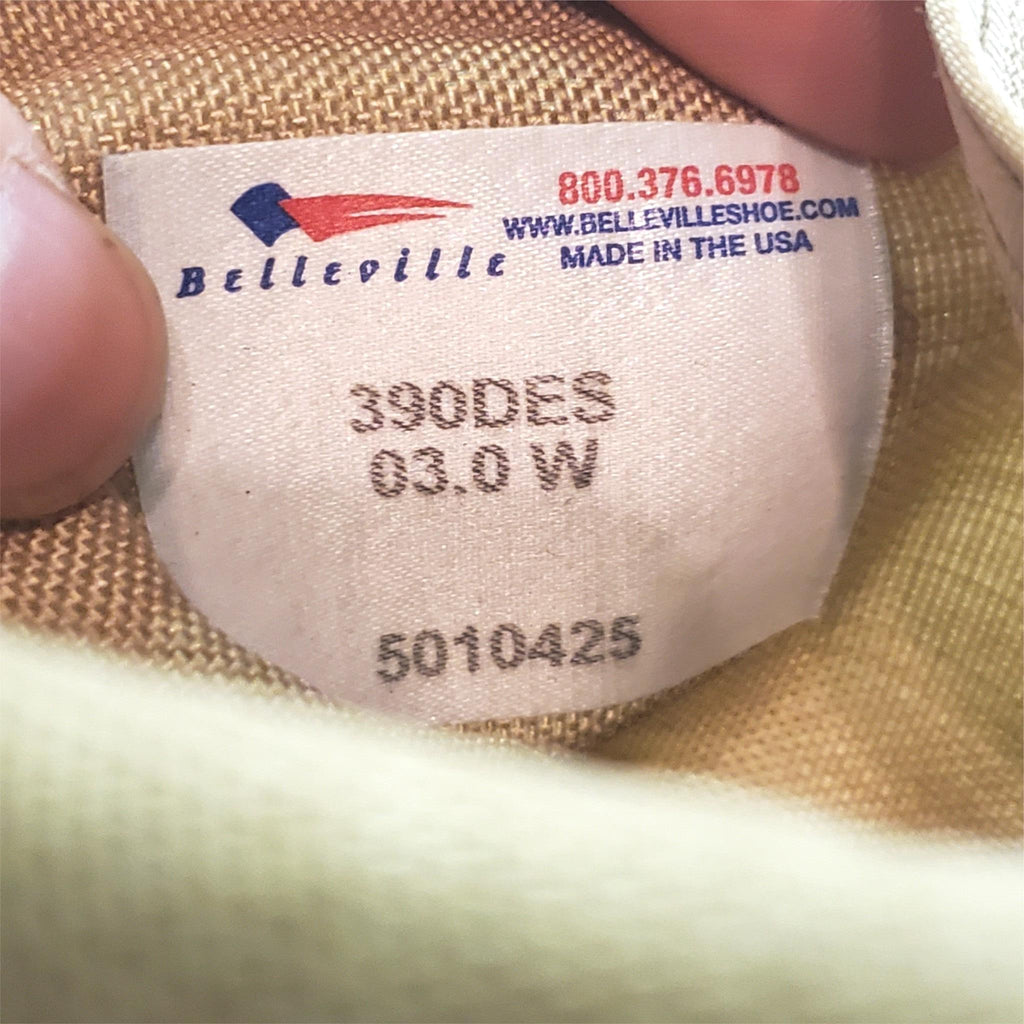 Belleville
800.376.6978
WWW.BELLEVILLESHOE.COM
MADE IN THE USA
390DES
03.0 W
5010425